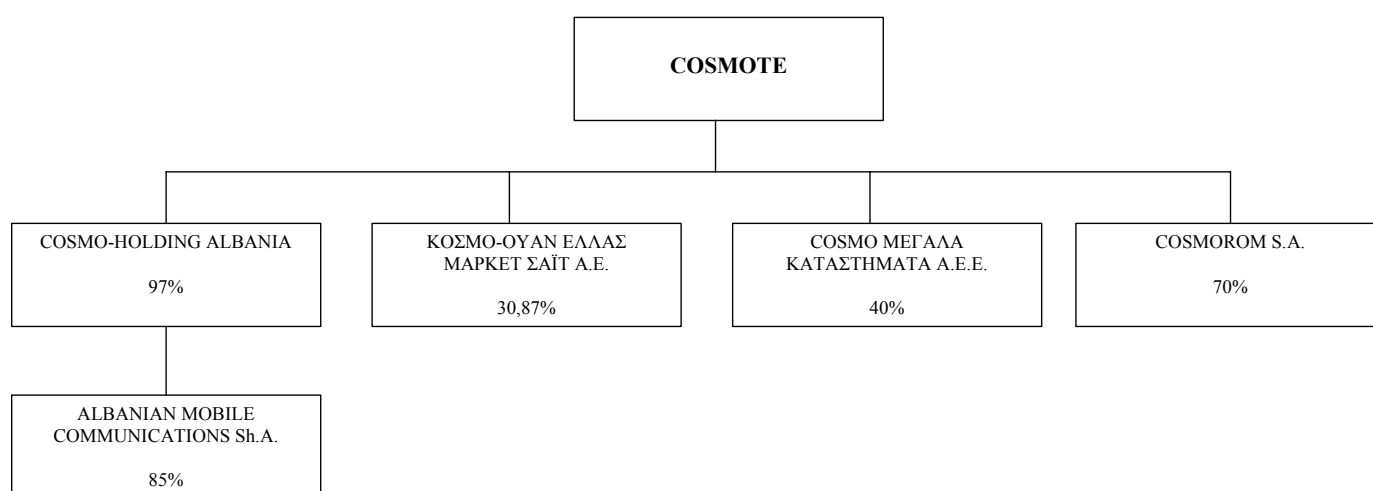 COSMOTE
COSMO-HOLDING ALBANIA
97%
ΚΟΣΜΟ-ΟΥΑΝ ΕΛΛΑΣ
ΜΑΡΚΕΤ ΣΑΪΤ Α.Ε.
30,87%
COSMO ΜΕΓΑΛΑ
ΚΑΤΑΣΤΗΜΑΤΑ Α.Ε.Ε.
40%
COSMOROM S.A.
70%
ALBANIAN MOBILE
COMMUNICATIONS Sh.A.
85%